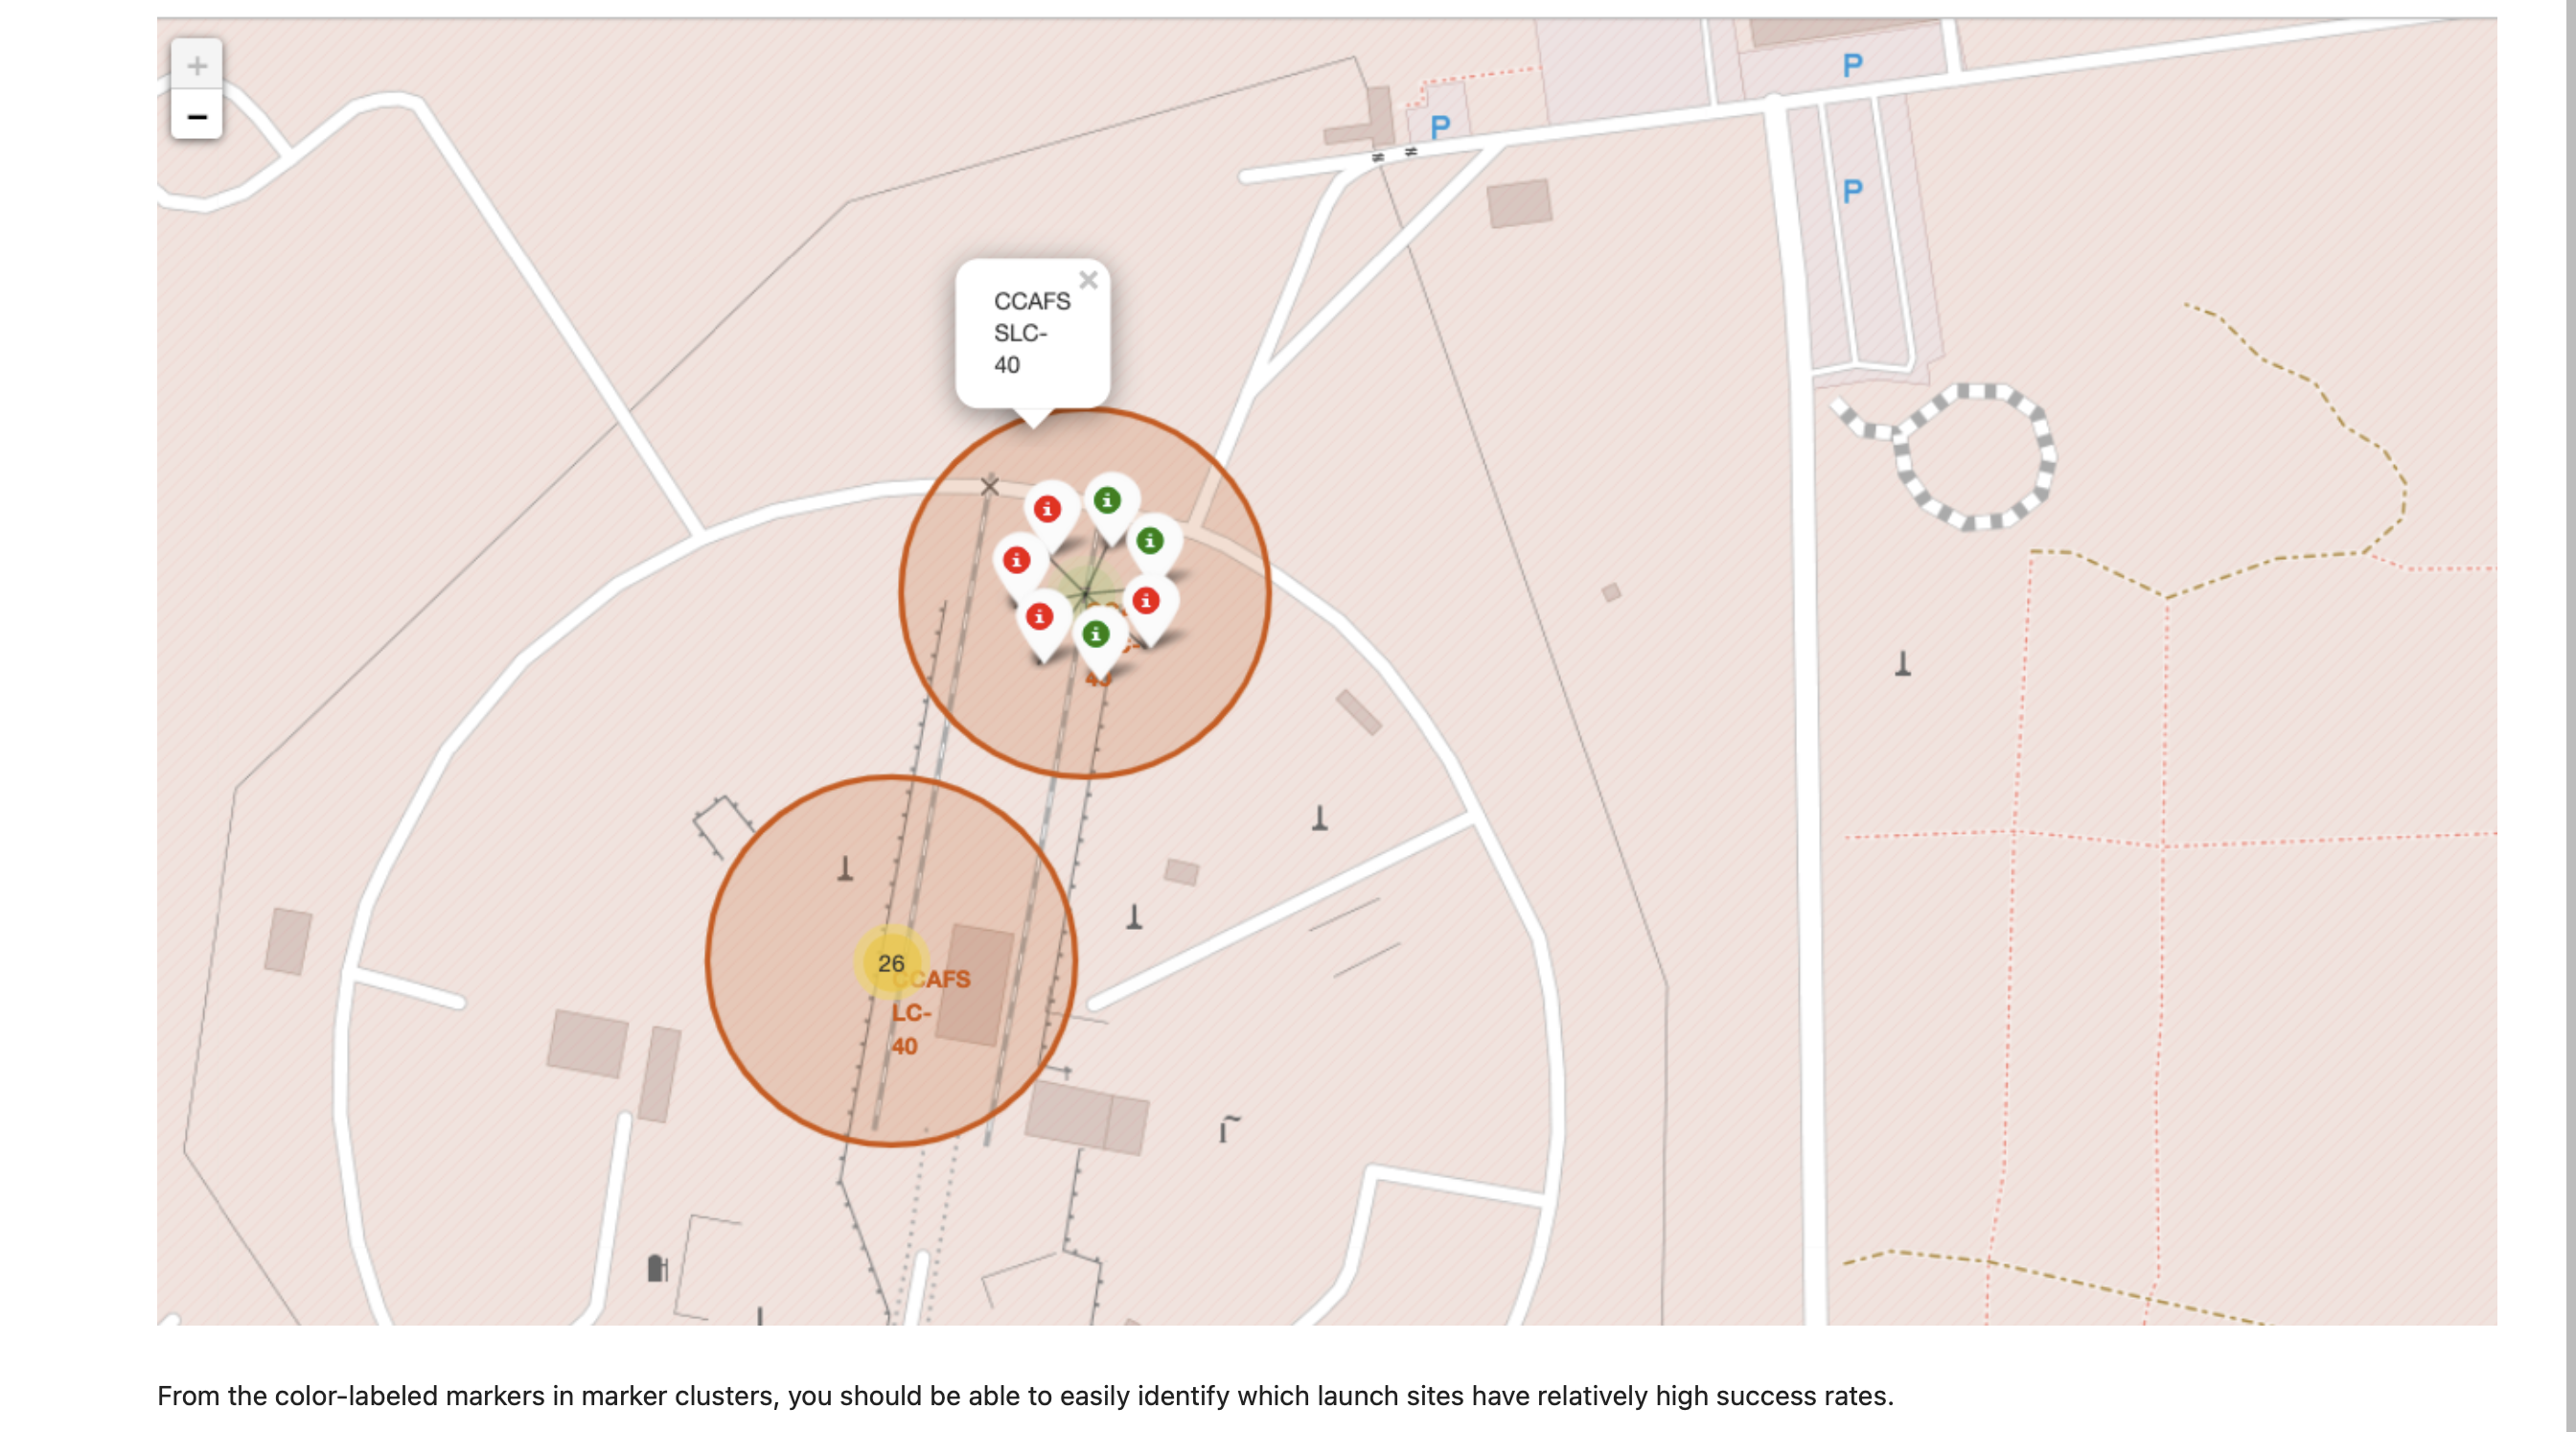 +
−
P
P
P
×
CCAFS
SLC-
40
26
CCAFS
LC-
40
From the color-labeled markers in marker clusters, you should be able to easily identify which launch sites have relatively high success rates.